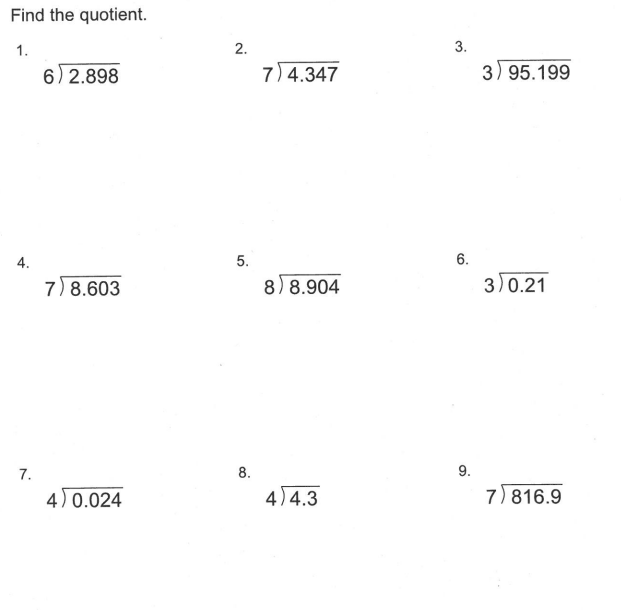 Find the quotient.
1. 2. 3.
6)2.898 7)4.347 3)95.199
4. 5. 6.
7)8.603 8)8.904 3)0.21
7. 8. 9.
4)0.024 4)4.3 7)816.9